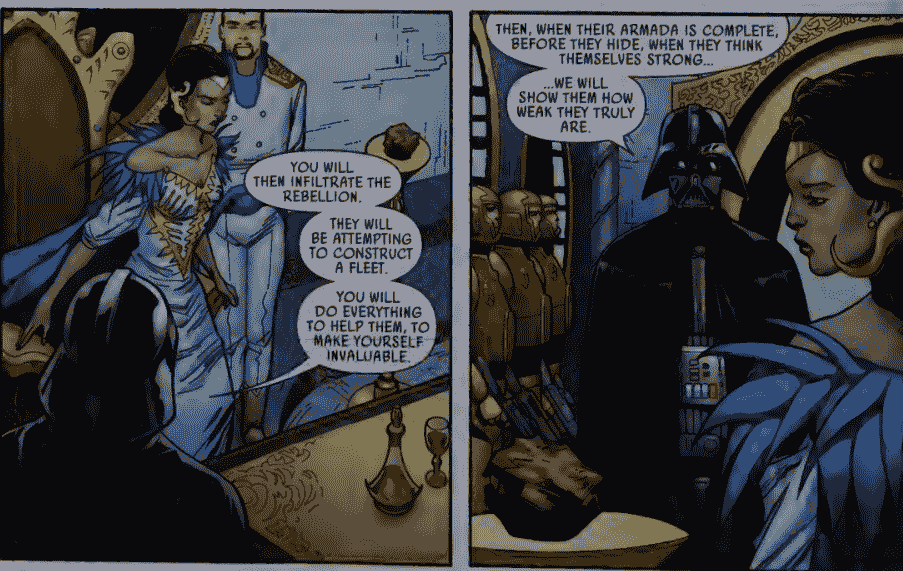 YOU WILL
THEN INFILTRATE THE
REBELLION.
THEY WILL
BE ATTEMPTING
TO CONSTRUCT
A FLEET.
YOU WILL
DO EVERYTHING
TO HELP THEM, TO
MAKE YOURSELF
INVALUABLE.
THEN, WHEN THEIR ARMADA IS COMPLETE,
BEFORE THEY HIDE, WHEN THEY THINK
THEMSELVES STRONG...
...WE WILL
SHOW THEM HOW
WEAK THEY TRULY
ARE.